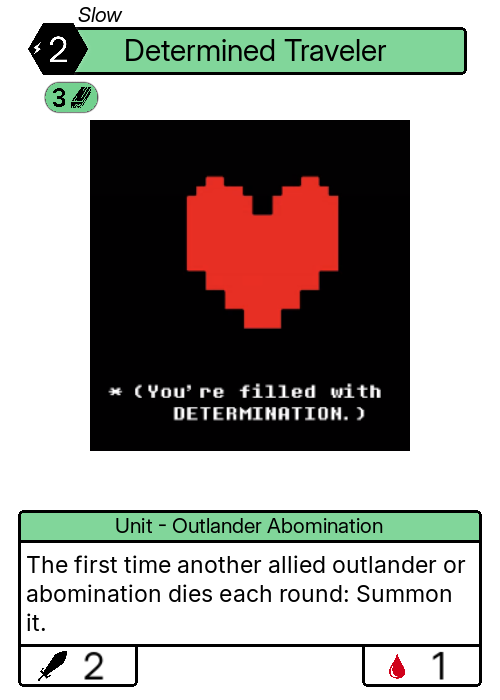 Slow
2 Determined Traveler
3
* (You're filled with
DETERMINATION.)
Unit - Outlander Abomination
The first time another allied outlander or
abomination dies each round: Summon
it.
2 1